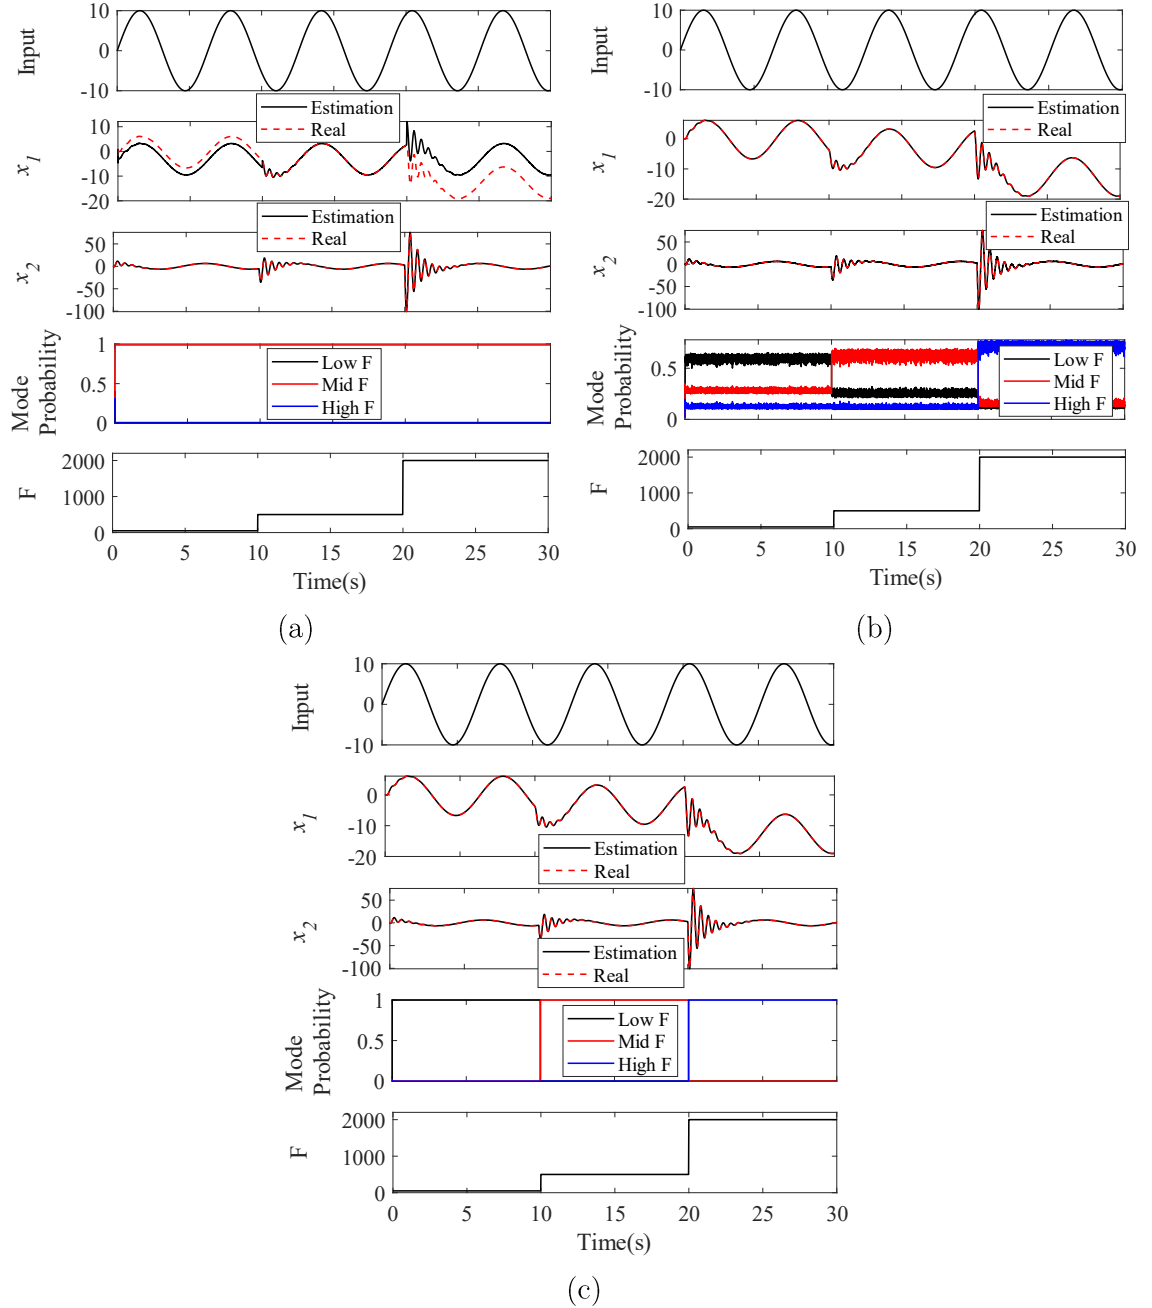 Input
10
0
-10
Estimation
Real
x1
10
0
-10
-20
Estimation
Real
x2
50
0
-50
-100
Mode
Probability
1
0.5
0
Low F
Mid F
High F
F
2000
1000
0
0 5 10 15 20 25 30
Time(s)
(a)
Input
10
0
-10
Estimation
Real
x1
0
-10
-20
Estimation
Real
x2
50
0
-50
-100
Mode
Probability
0.5
0
Low F
Mid F
High F
F
2000
1000
0
0 5 10 15 20 25 30
Time(s)
(b)
Input
10
0
-10
x1
0
-10
-20
Estimation
Real
x2
50
0
-50
-100
Estimation
Real
Mode
Probability
1
0.5
0
Low F
Mid F
High F
F
2000
1000
0
0 5 10 15 20 25 30
Time(s)
(c)